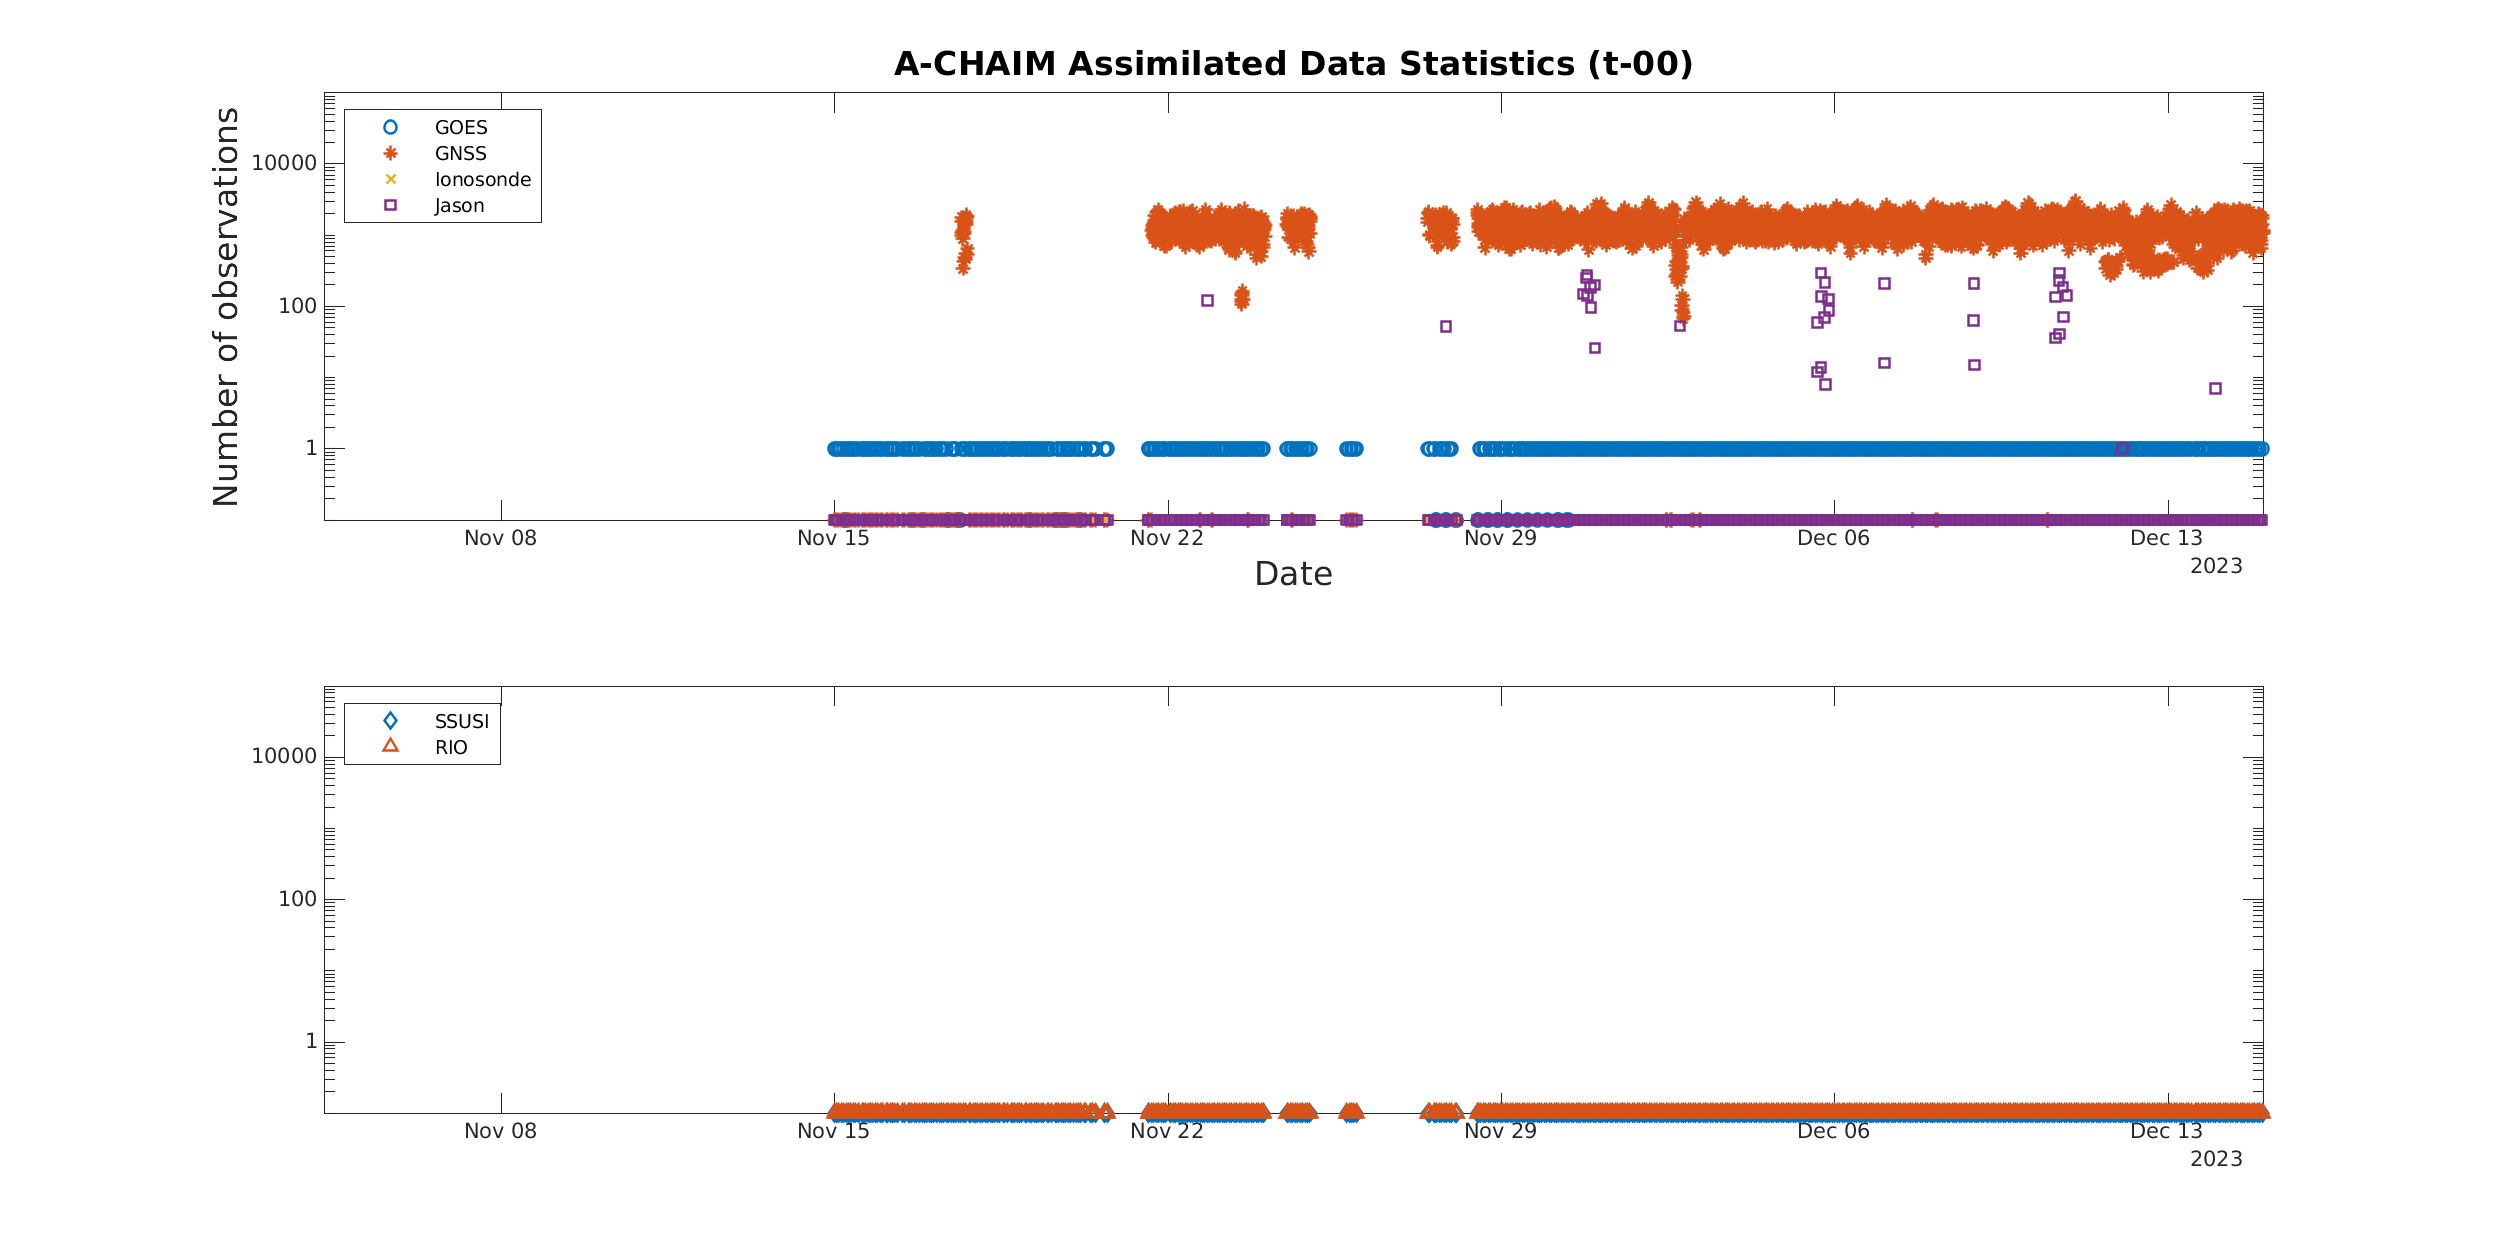 A-CHAIM Assimilated Data Statistics (t-00)
Number of observations
GOES
GNSS
Ionosonde
Jason
10000
100
1
Nov 08 Nov 15 Nov 22 Nov 29 Dec 06 Dec 13
2023
Date
SSUSI
RIO
10000
100
1
Nov 08 Nov 15 Nov 22 Nov 29 Dec 06 Dec 13
2023